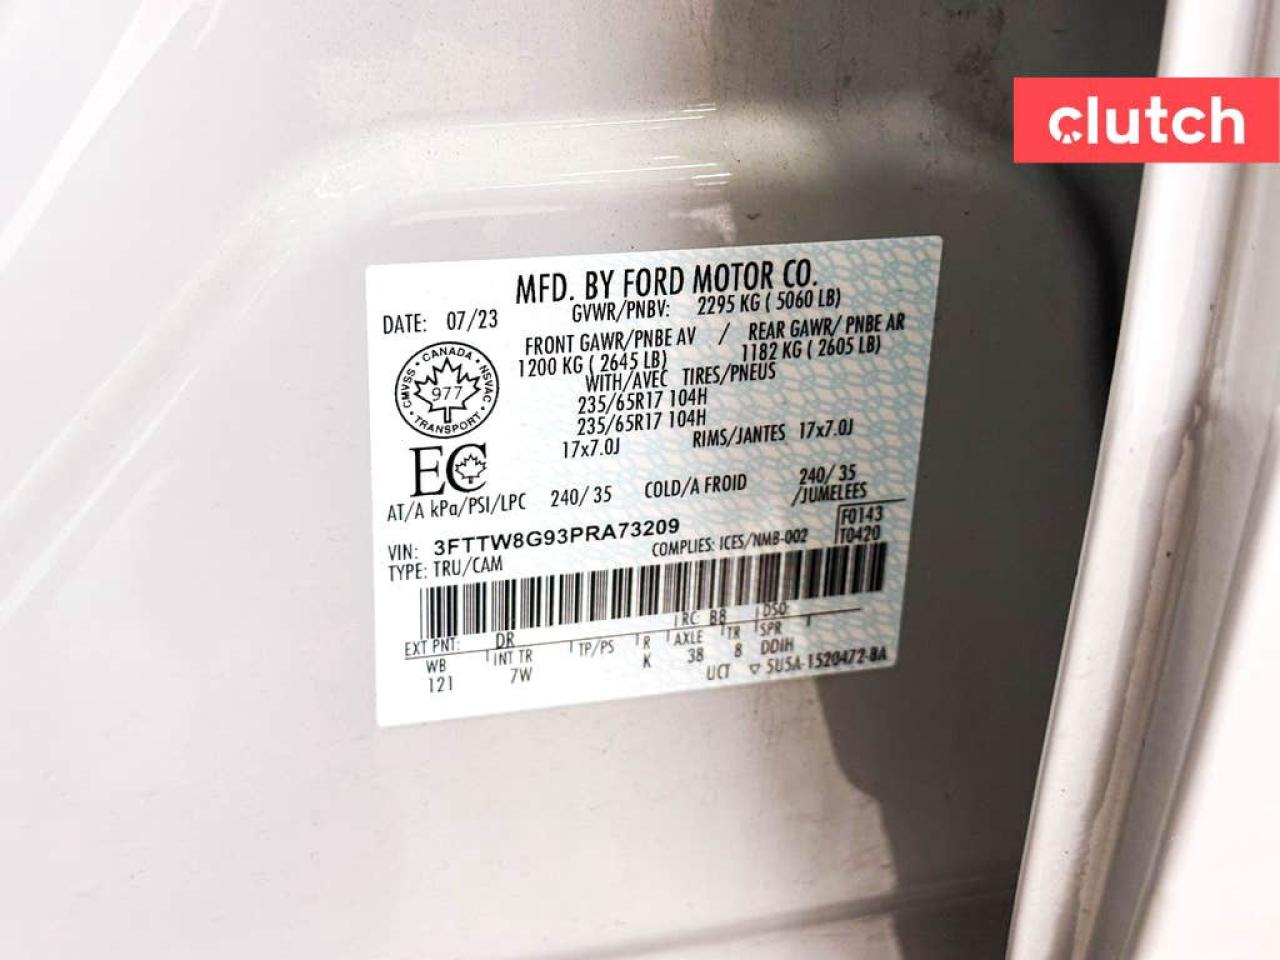 clutch
MFD. BY FORD MOTOR CO.
DATE: 07/23
GVWR/PNBV: 2295 KG ( 5060 LB)
FRONT GAWR/PNBE AV / REAR GAWR/ PNBE AR
1200 KG ( 2645 LB) 1182 KG ( 2605 LB)
WITH/AVEC TIRES/PNEUS
235/65R17 104H
235/65R17 104H
17x7.0J RIMS/JANTES 17x7.0J
CANADA
CMVSS 977 NSVAC
TRANSPORT
EC
AT/A kPa/PSI/LPC 240/ 35 COLD/A FROID 240/ 35
/JUMELEES
VIN: 3FTTW8G93PRA73209
F0143
T0420
TYPE: TRU/CAM COMPLIES: ICES/NMB-002
EXT PNT: DR RC: 88 DSO:
WB INT TR TP/PS R AXLE TR SPR
121 7W K 38 8 DDIH
UCT ▽ 5U5A-1520472-BA